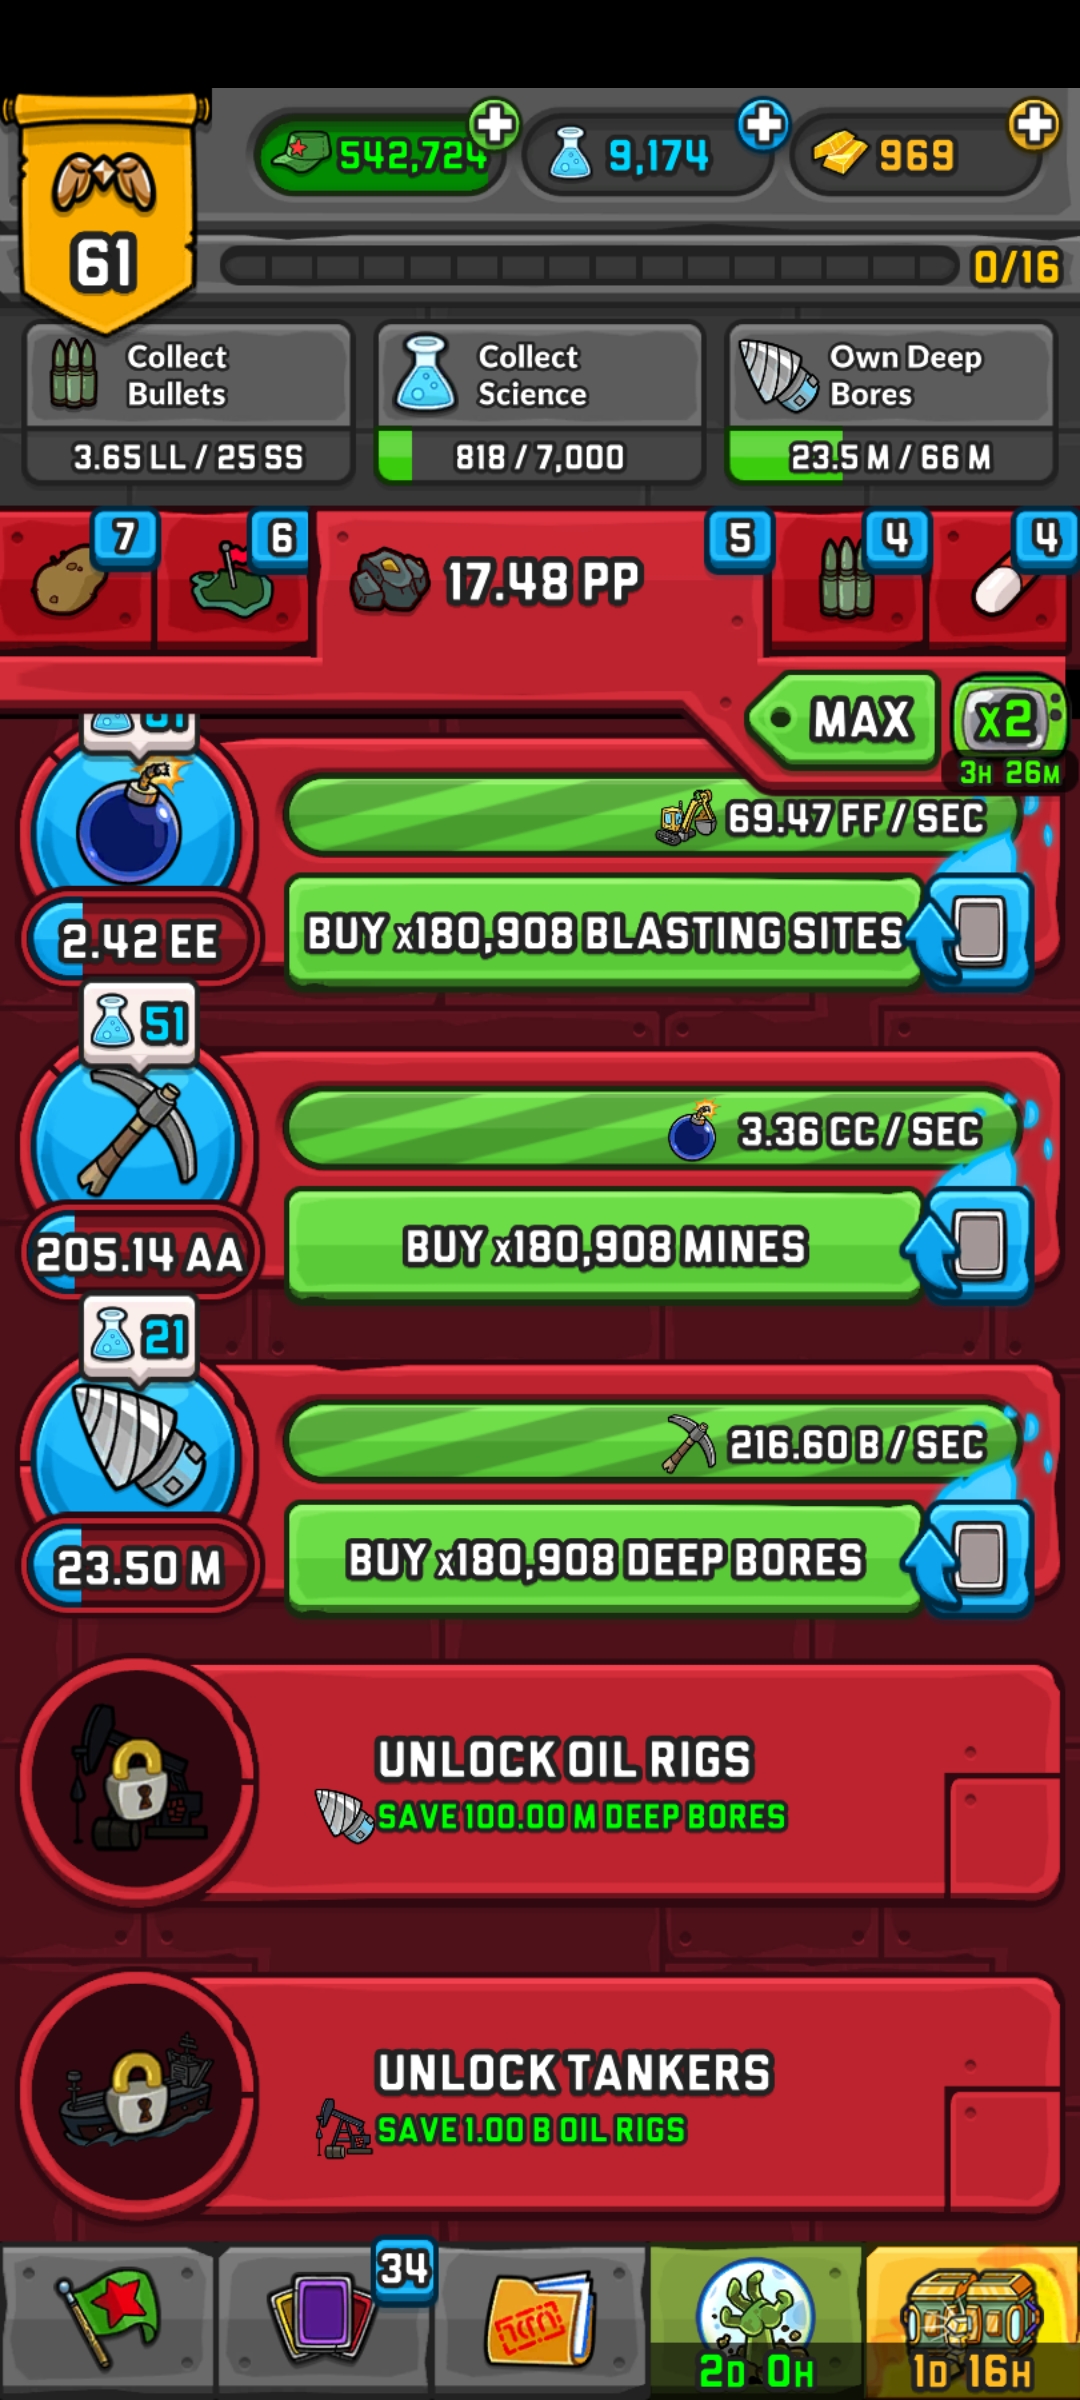 542,724
9,174
969
61
0/16
Collect
Bullets
3.65 LL / 25 SS
Collect
Science
818 / 7,000
Own Deep
Bores
23.5 M / 66 M
7
6
17.48 PP
5
4
4
MAX
x2
3H 26M
69.47 FF / SEC
2.42 EE
BUY x180,908 BLASTING SITES
51
3.36 CC / SEC
205.14 AA
BUY x180,908 MINES
21
216.60 B / SEC
23.50 M
BUY x180,908 DEEP BORES
UNLOCK OIL RIGS
SAVE 100.00 M DEEP BORES
UNLOCK TANKERS
SAVE 1.00 B OIL RIGS
34
2D 0H
1D 16H